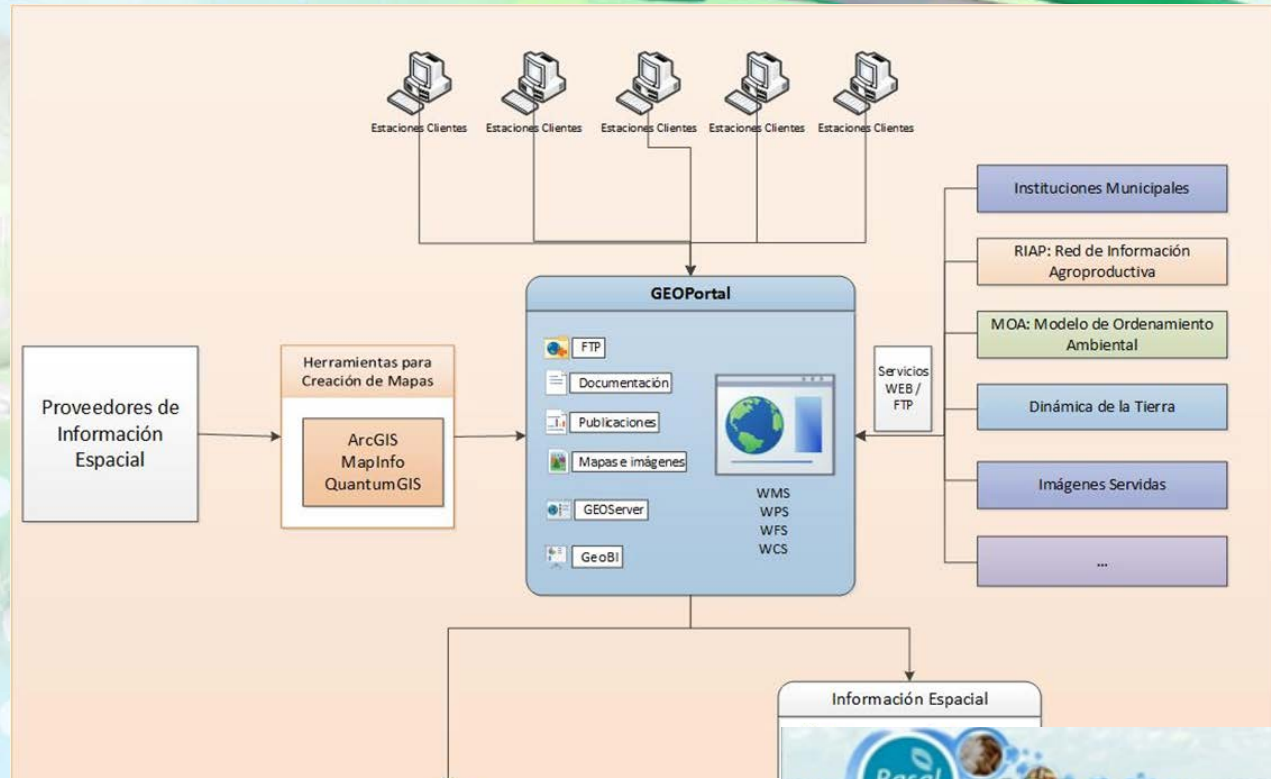 Estaciones Clientes
Estaciones Clientes
Estaciones Clientes
Estaciones Clientes
Estaciones Clientes
Instituciones Municipales
RIAP: Red de Información
Agroproductiva
MOA: Modelo de Ordenamiento
Ambiental
Dinámica de la Tierra
Imágenes Servidas
...
Servicios
WEB /
FTP
GEOPortal
FTP
Documentación
Publicaciones
Mapas e imágenes
GEOServer
GeoBI
WMS
WPS
WFS
WCS
Herramientas para
Creación de Mapas
ArcGIS
MapInfo
QuantumGIS
Proveedores de
Información
Espacial
Información Espacial
Basal